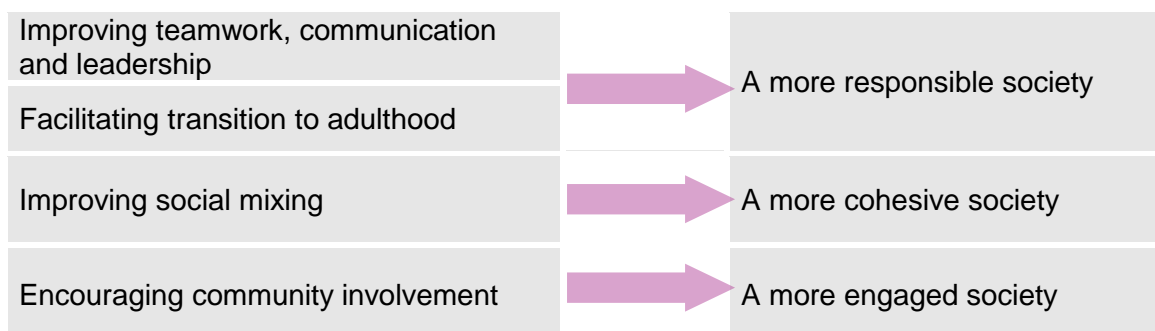 Improving teamwork, communication
and leadership
Facilitating transition to adulthood
A more responsible society
Improving social mixing
A more cohesive society
Encouraging community involvement
A more engaged society